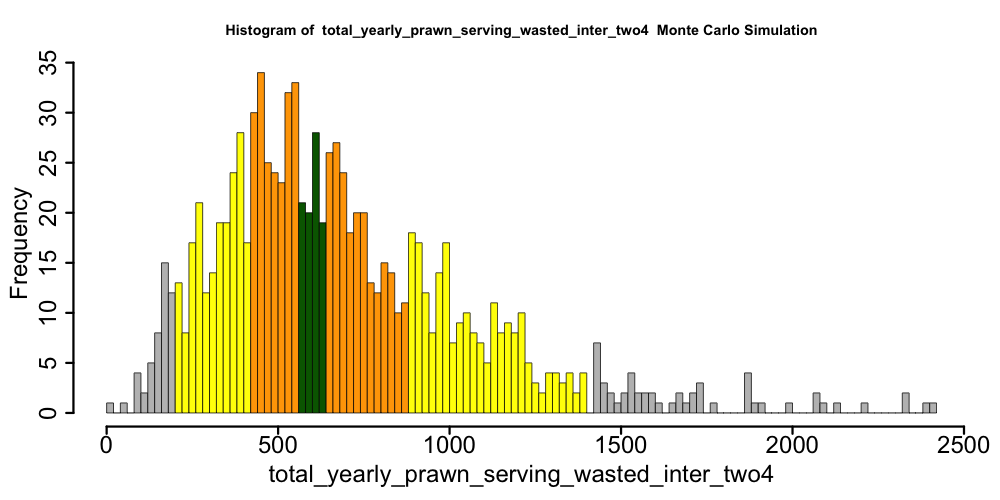 Histogram of  total_yearly_prawn_serving_wasted_inter_two4  Monte Carlo Simulation
35
30
25
20
15
10
5
0
Frequency
0 500 1000 1500 2000 2500
total_yearly_prawn_serving_wasted_inter_two4